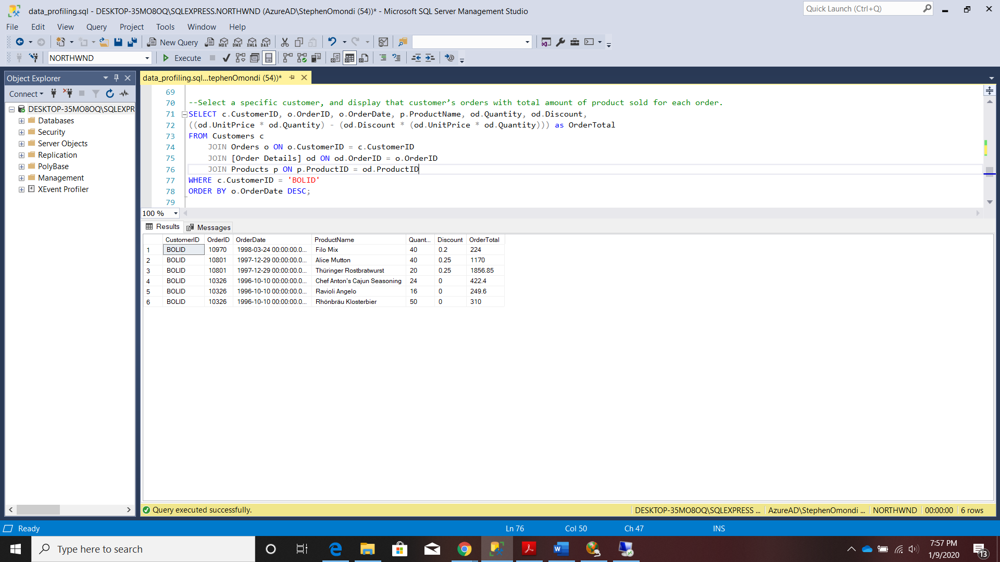 data_profiling.sql - DESKTOP-35MO8OQ\SQLEXPRESS.NORTHWND (AzureAD\StephenOmondi (54))* - Microsoft SQL Server Management Studio
Quick Launch (Ctrl+Q)
File Edit View Query Project Tools Window Help
New Query MDX DMX XMLA DAX
NORTHWND Execute
Object Explorer
data_profiling.sql...tephenOmondi (54))*
Connect
DESKTOP-35MO8OQ\SQLEXPR
Databases
Security
Server Objects
Replication
PolyBase
Management
XEvent Profiler
69
70 --Select a specific customer, and display that customer’s orders with total amount of product sold for each order.
71 SELECT c.CustomerID, o.OrderID, o.OrderDate, p.ProductName, od.Quantity, od.Discount,
72 ((od.UnitPrice * od.Quantity) - (od.Discount * (od.UnitPrice * od.Quantity))) as OrderTotal
73 FROM Customers c
74 JOIN Orders o ON o.CustomerID = c.CustomerID
75 JOIN [Order Details] od ON od.OrderID = o.OrderID
76 JOIN Products p ON p.ProductID = od.ProductID
77 WHERE c.CustomerID = 'BOLID'
78 ORDER BY o.OrderDate DESC;
79
100 %
Results Messages
CustomerID OrderID OrderDate ProductName Quant... Discount OrderTotal
1 BOLID 10970 1998-03-24 00:00:00.0... Filo Mix 40 0.2 224
2 BOLID 10801 1997-12-29 00:00:00.0... Alice Mutton 40 0.25 1170
3 BOLID 10801 1997-12-29 00:00:00.0... Thüringer Rostbratwurst 20 0.25 1856.85
4 BOLID 10326 1996-10-10 00:00:00.0... Chef Anton's Cajun Seasoning 24 0 422.4
5 BOLID 10326 1996-10-10 00:00:00.0... Ravioli Angelo 16 0 249.6
6 BOLID 10326 1996-10-10 00:00:00.0... Rhönbräu Klosterbier 50 0 310
Query executed successfully. DESKTOP-35MO8OQ\SQLEXPRESS ... AzureAD\StephenOmondi ... NORTHWND 00:00:00 6 rows
Ready Ln 76 Col 50 Ch 47 INS
Type here to search
7:57 PM
1/9/2020
13